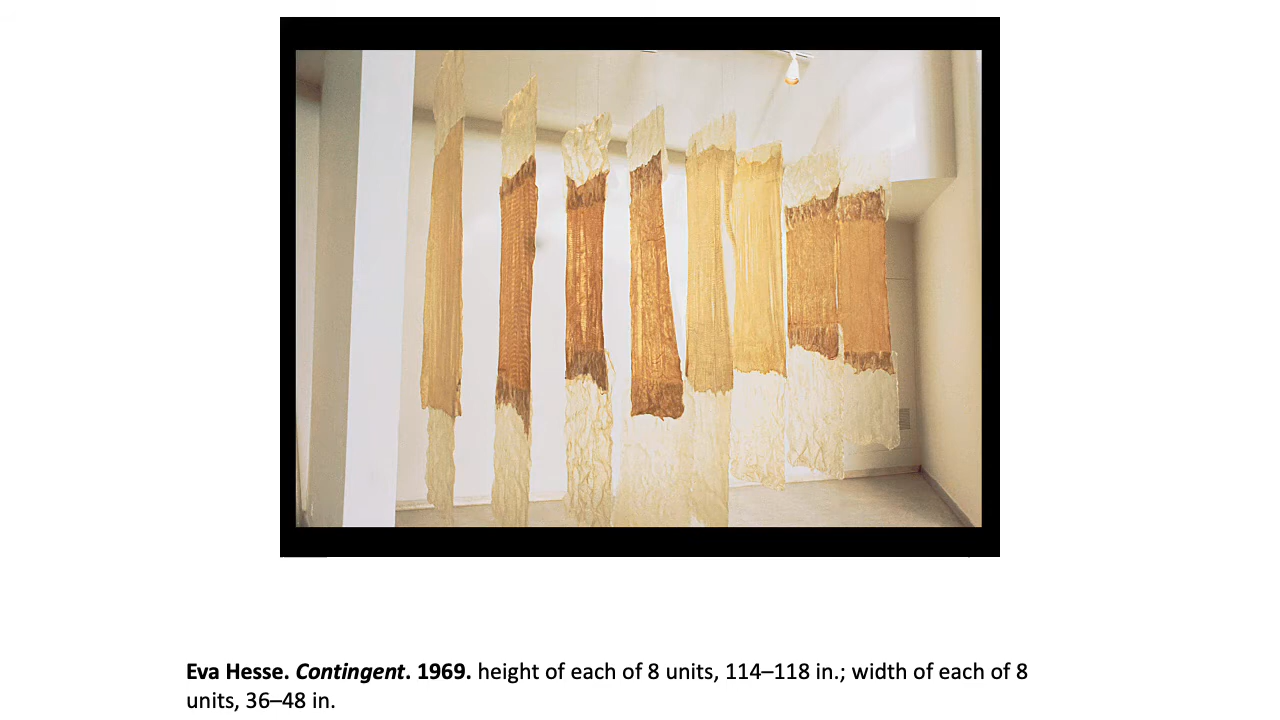 Eva Hesse. Contingent. 1969. height of each of 8 units, 114–118 in.; width of each of 8
units, 36–48 in.